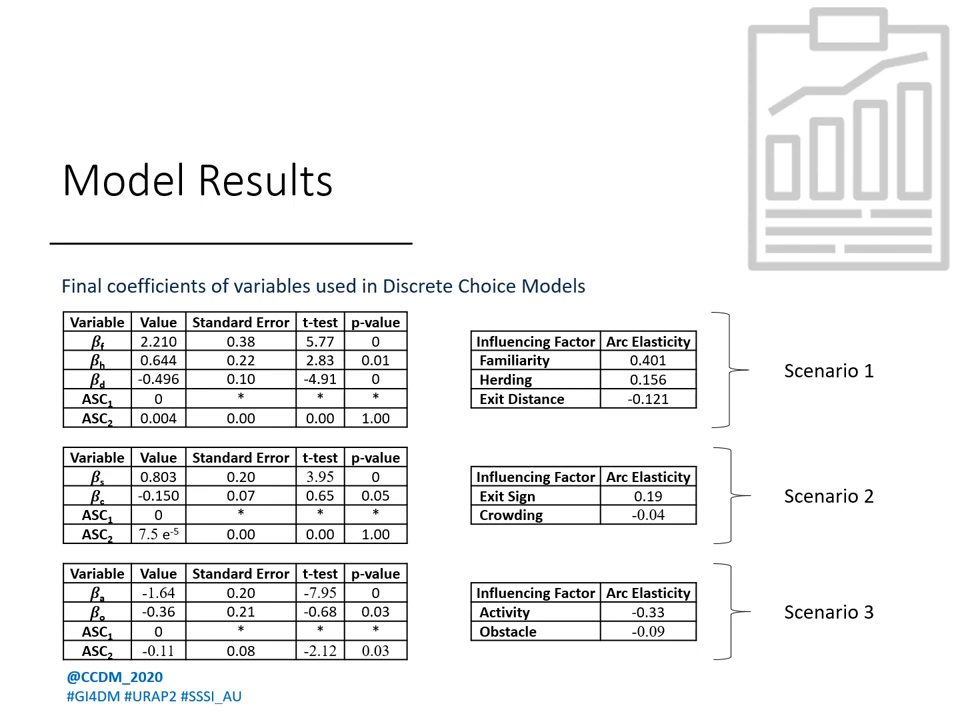 Model Results
Final coefficients of variables used in Discrete Choice Models
Variable Value Standard Error t-test p-value
βf 2.210 0.38 5.77 0
βh 0.644 0.22 2.83 0.01
βd -0.496 0.10 -4.91 0
ASC1 0 * * *
ASC2 0.004 0.00 0.00 1.00
Influencing Factor Arc Elasticity
Familiarity 0.401
Herding 0.156
Exit Distance -0.121
Scenario 1
Variable Value Standard Error t-test p-value
βs 0.803 0.20 3.95 0
βc -0.150 0.07 0.65 0.05
ASC1 0 * * *
ASC2 7.5 e-5 0.00 0.00 1.00
Influencing Factor Arc Elasticity
Exit Sign 0.19
Crowding -0.04
Scenario 2
Variable Value Standard Error t-test p-value
βa -1.64 0.20 -7.95 0
βo -0.36 0.21 -0.68 0.03
ASC1 0 * * *
ASC2 -0.11 0.08 -2.12 0.03
Influencing Factor Arc Elasticity
Activity -0.33
Obstacle -0.09
Scenario 3
@CCDM_2020
#GI4DM #URAP2 #SSSI_AU